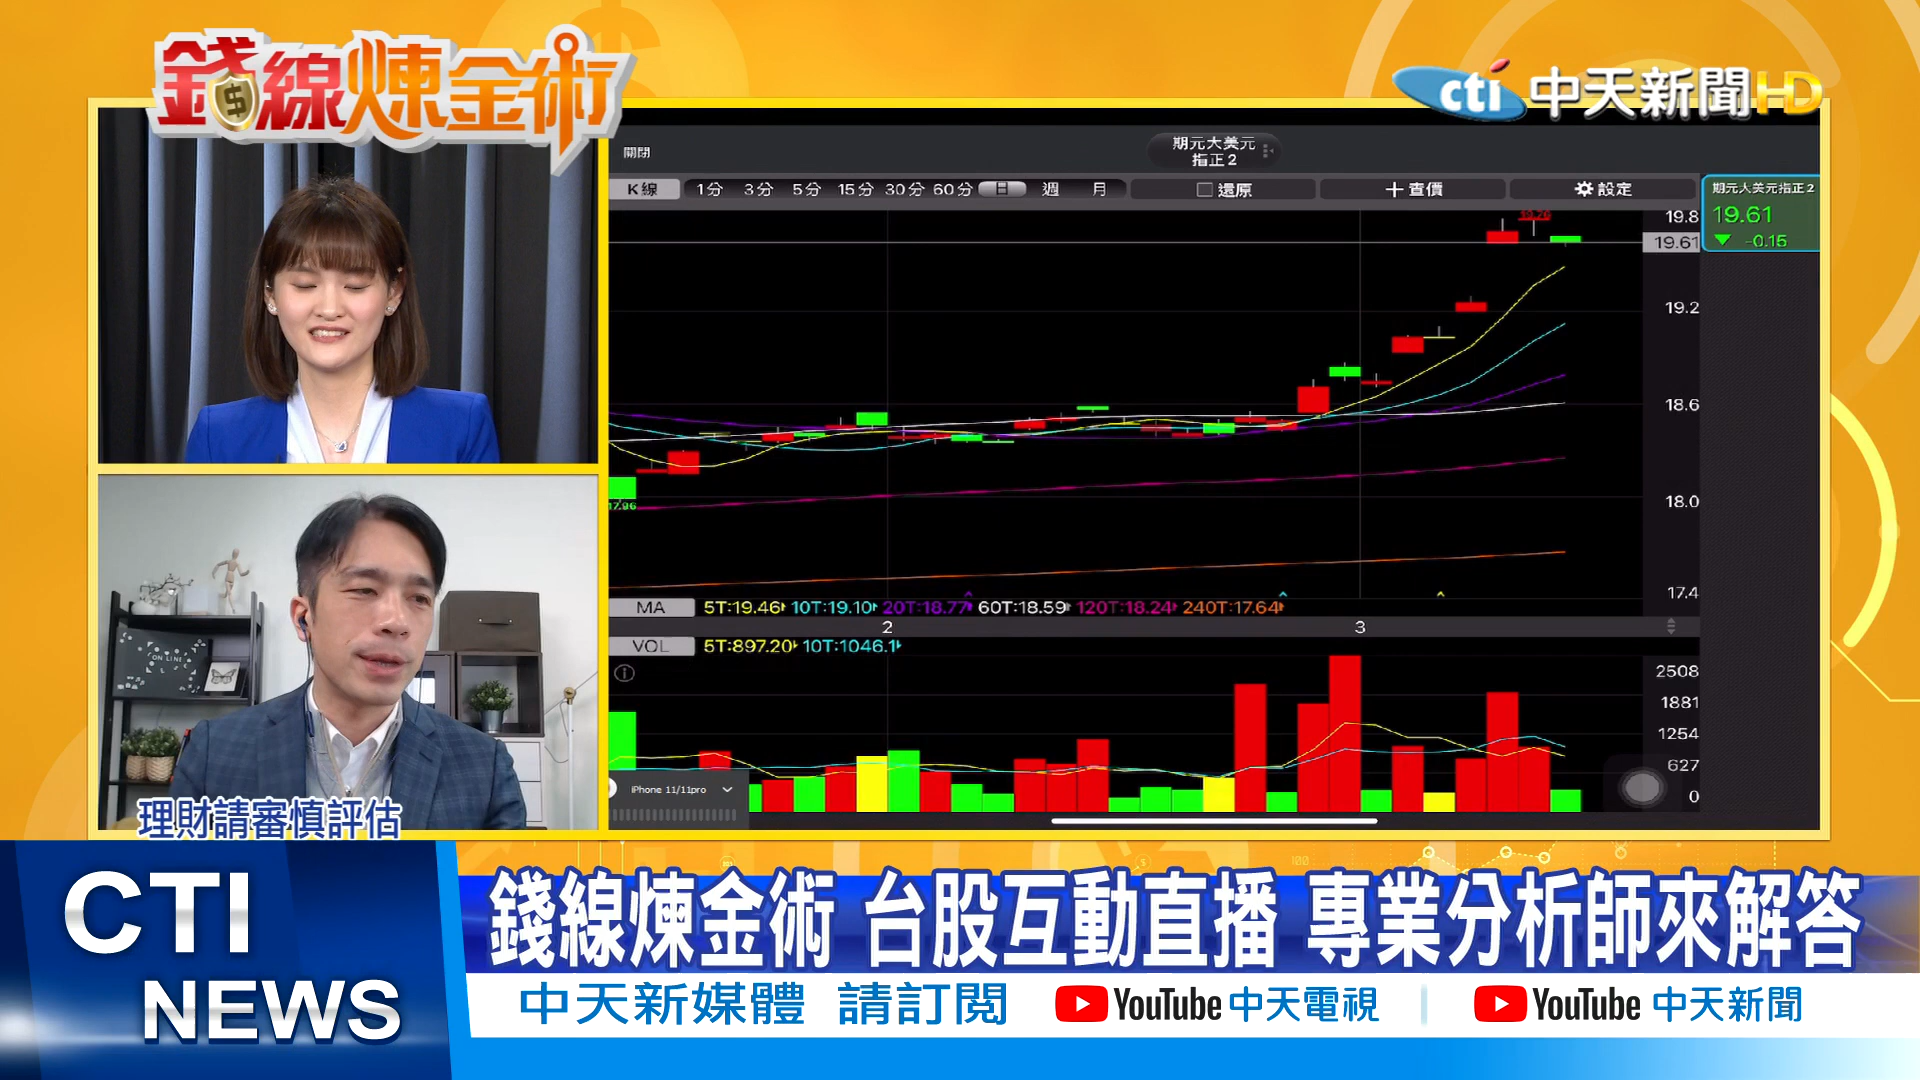 錢線煉金術
cti 中天新聞HD
開閉
期元大美元
指正2
K線 1分 3分 5分 15分 30分 60分 日 週 月 還原 十查價 設定
期元大美元指正2
19.61
▼ -0.15
19.8
19.76
19.61
19.2
18.6
18.0
17.96
17.4
MA 5T:19.46 10T:19.10 20T:18.77 60T:18.59 120T:18.24 240T:17.64
2 3
VOL 5T:897.20 10T:1046.1
2508
1881
1254
627
0
iPhone 11/11pro
ON LINE
理財請審慎評估
CTI
NEWS
錢線煉金術 台股互動直播 專業分析師來解答
中天新媒體 請訂閱 YouTube 中天電視 | YouTube 中天新聞